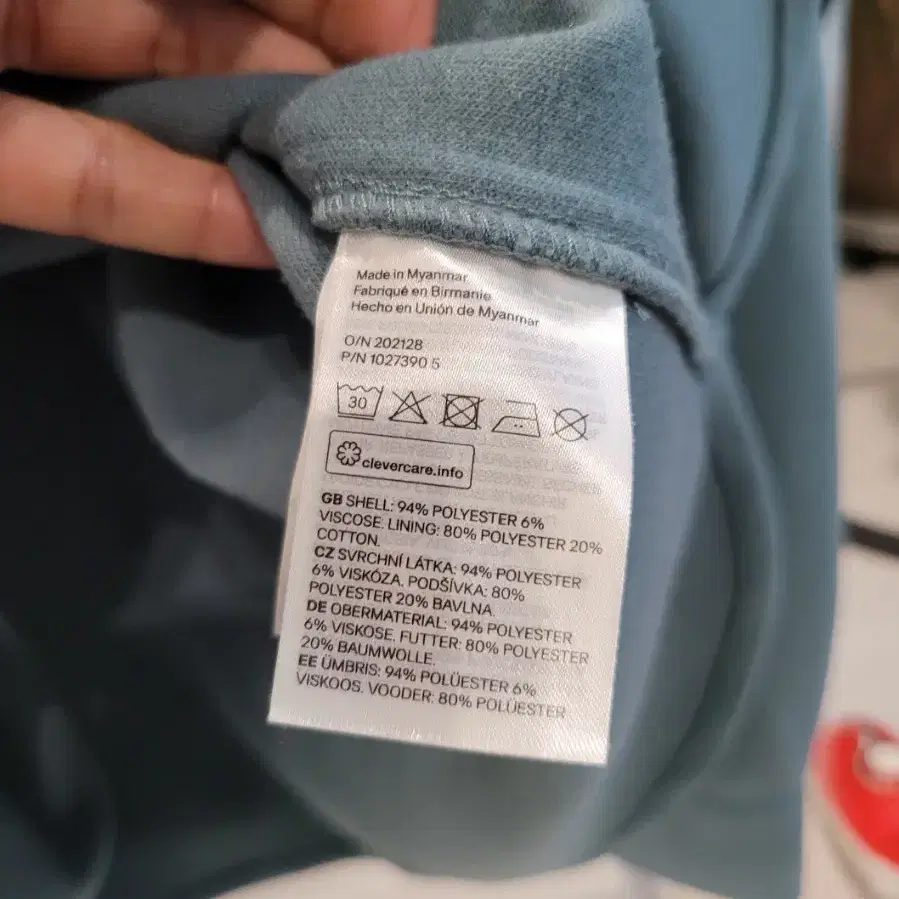 Made in Myanmar
Fabriqué en Birmanie
Hecho en Unión de Myanmar
O/N 202128
P/N 1027390 5
30
clevercare.info
GB SHELL: 94% POLYESTER 6%
VISCOSE. LINING: 80% POLYESTER 20%
COTTON.
CZ SVRCHNÍ LÁTKA: 94% POLYESTER
6% VISKÓZA. PODŠÍVKA: 80%
POLYESTER 20% BAVLNA.
DE OBERMATERIAL: 94% POLYESTER
6% VISKOSE. FUTTER: 80% POLYESTER
20% BAUMWOLLE.
EE ÜMBRIS: 94% POLÜESTER 6%
VISKOOS. VOODER: 80% POLÜESTER